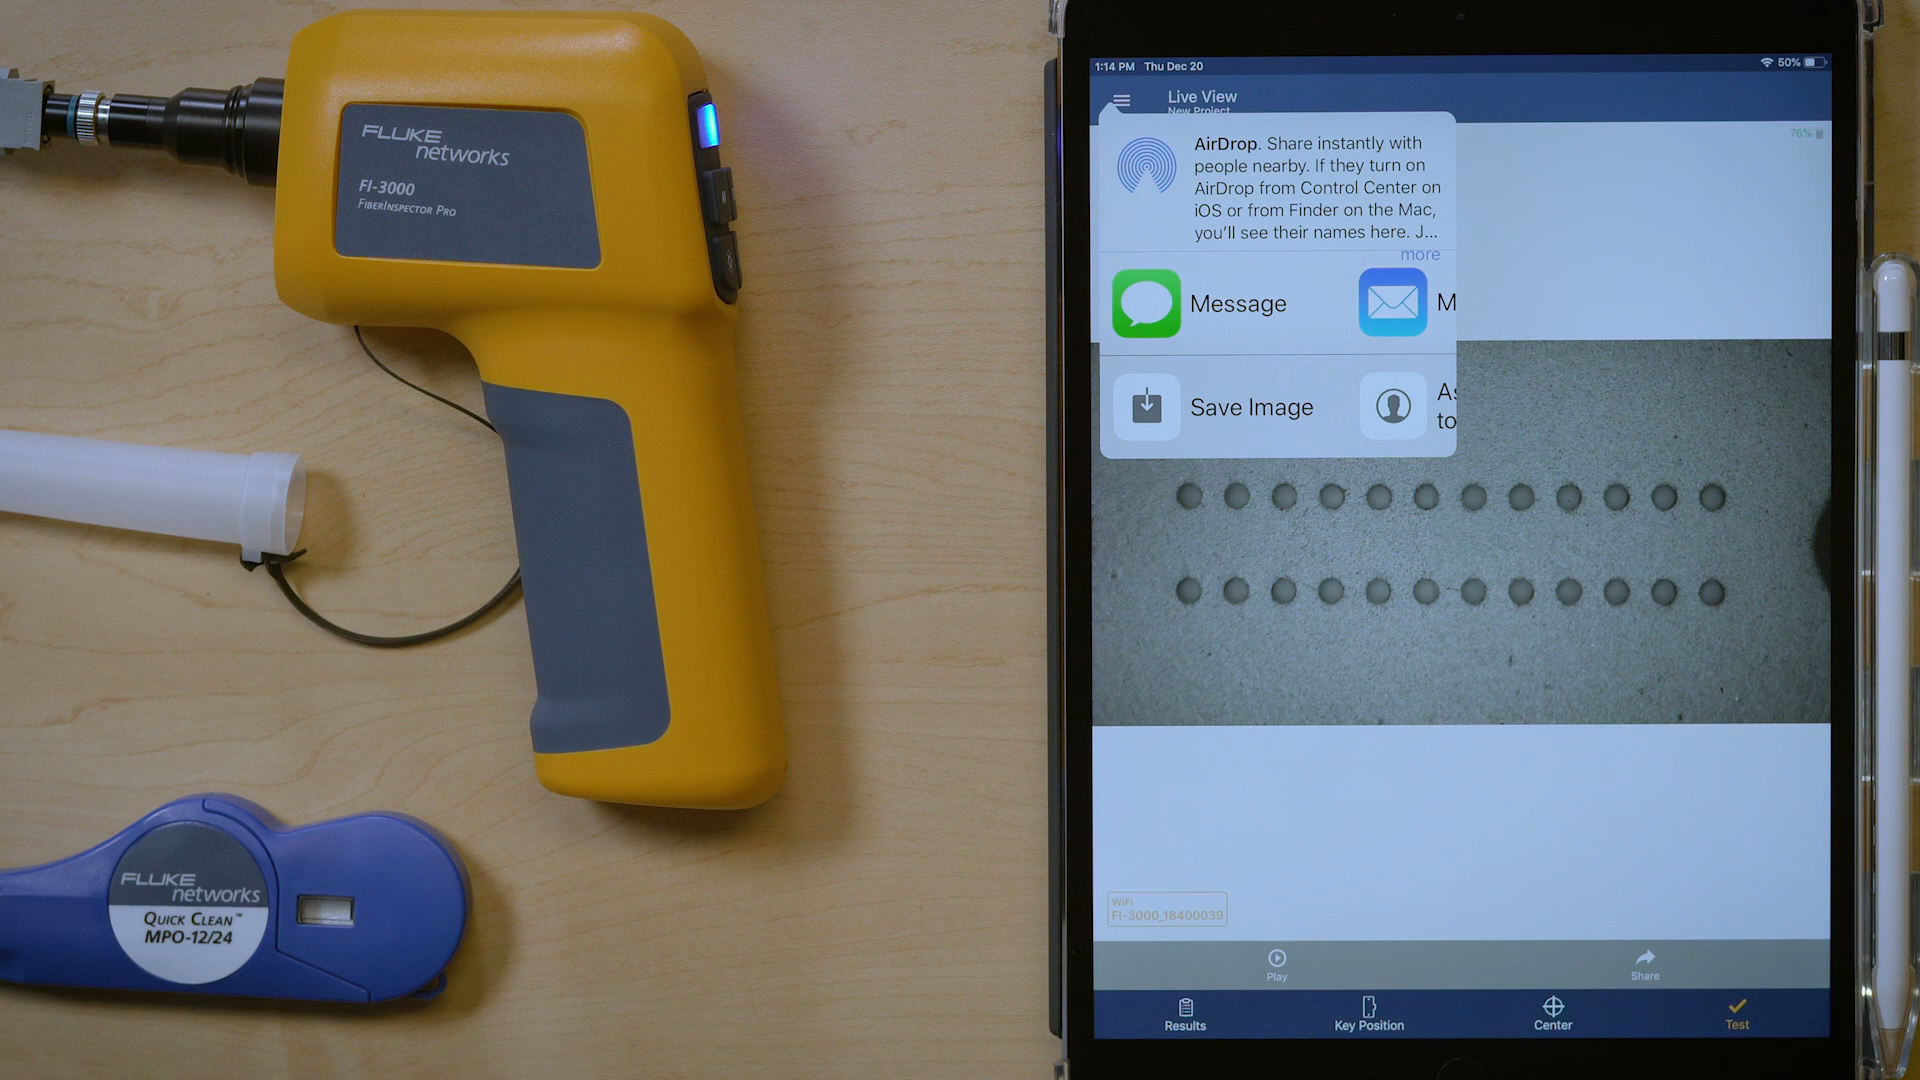 FLUKE
networks
FI-3000
FIBERINSPECTOR PRO
FLUKE
networks
QUICK CLEAN™
MPO-12/24
1:14 PM Thu Dec 20
50%
Live View
New Project
76%
AirDrop. Share instantly with
people nearby. If they turn on
AirDrop from Control Center on
iOS or from Finder on the Mac,
you'll see their names here. J...
more
Message
M
Save Image
As
to
WiFi
FI-3000_18400039
Play
Share
Results
Key Position
Center
Test